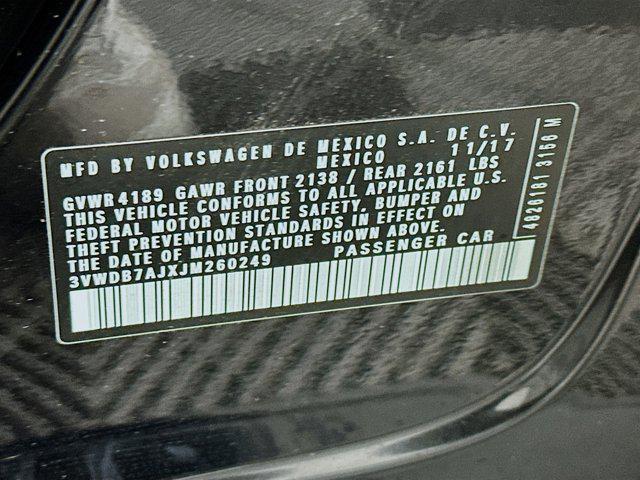 MFD BY VOLKSWAGEN DE MEXICO S.A. DE C.V.
MEXICO 11/17
GVWR 4189 GAWR FRONT 2138 / REAR 2161 LBS
THIS VEHICLE CONFORMS TO ALL APPLICABLE U.S.
FEDERAL MOTOR VEHICLE SAFETY, BUMPER AND
THEFT PREVENTION STANDARDS IN EFFECT ON
THE DATE OF MANUFACTURE SHOWN ABOVE.
3VWDB7AJXJM260249 PASSENGER CAR
4826181 3156 M